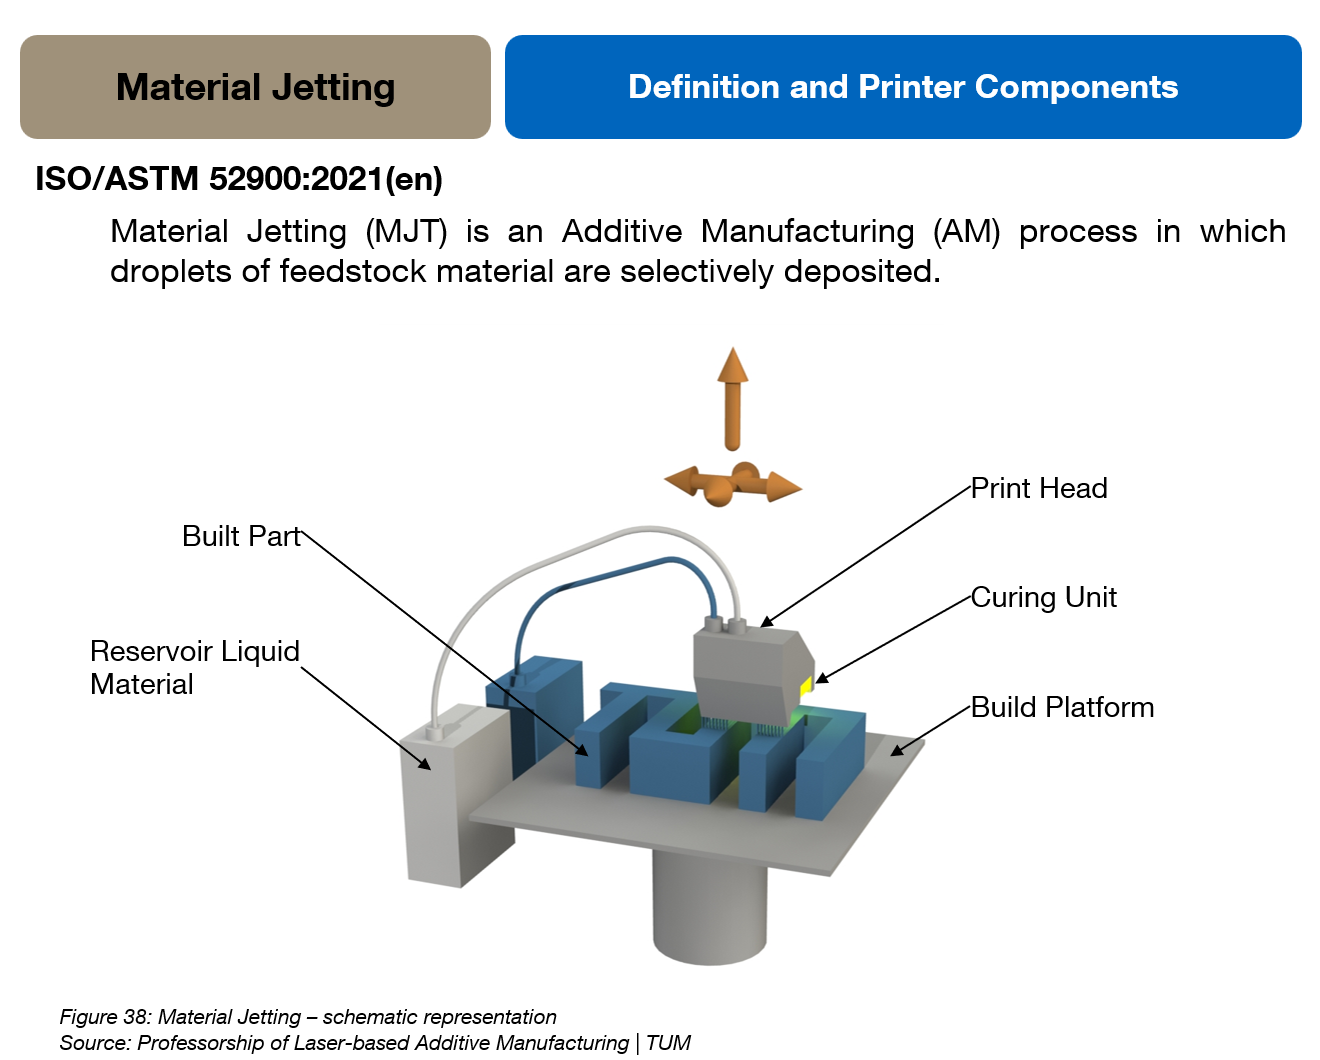 Material Jetting
Definition and Printer Components
ISO/ASTM 52900:2021(en)
Material Jetting (MJT) is an Additive Manufacturing (AM) process in which
droplets of feedstock material are selectively deposited.
Print Head
Built Part
Curing Unit
Reservoir Liquid
Material
Build Platform
Figure 38: Material Jetting – schematic representation
Source: Professorship of Laser-based Additive Manufacturing | TUM